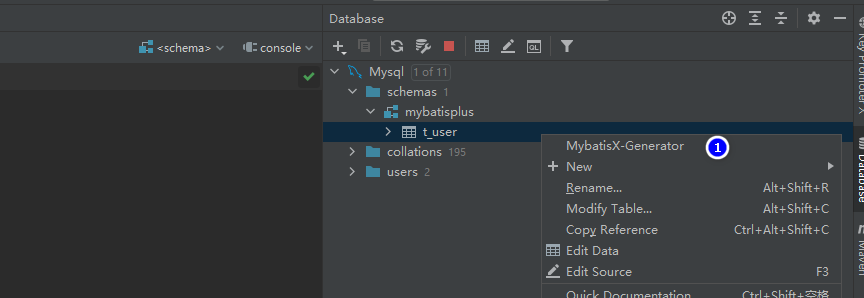 Database
<schema>
console
Mysql 1 of 11
schemas 1
mybatisplus
t_user
collations 195
users 2
MybatisX-Generator 1
New
Rename... Alt+Shift+R
Modify Table... Alt+Shift+C
Copy Reference Ctrl+Alt+Shift+C
Edit Data
Edit Source F3
Quick Documentation Ctrl+Shift+空格
Key Promoter X
Database
Maven